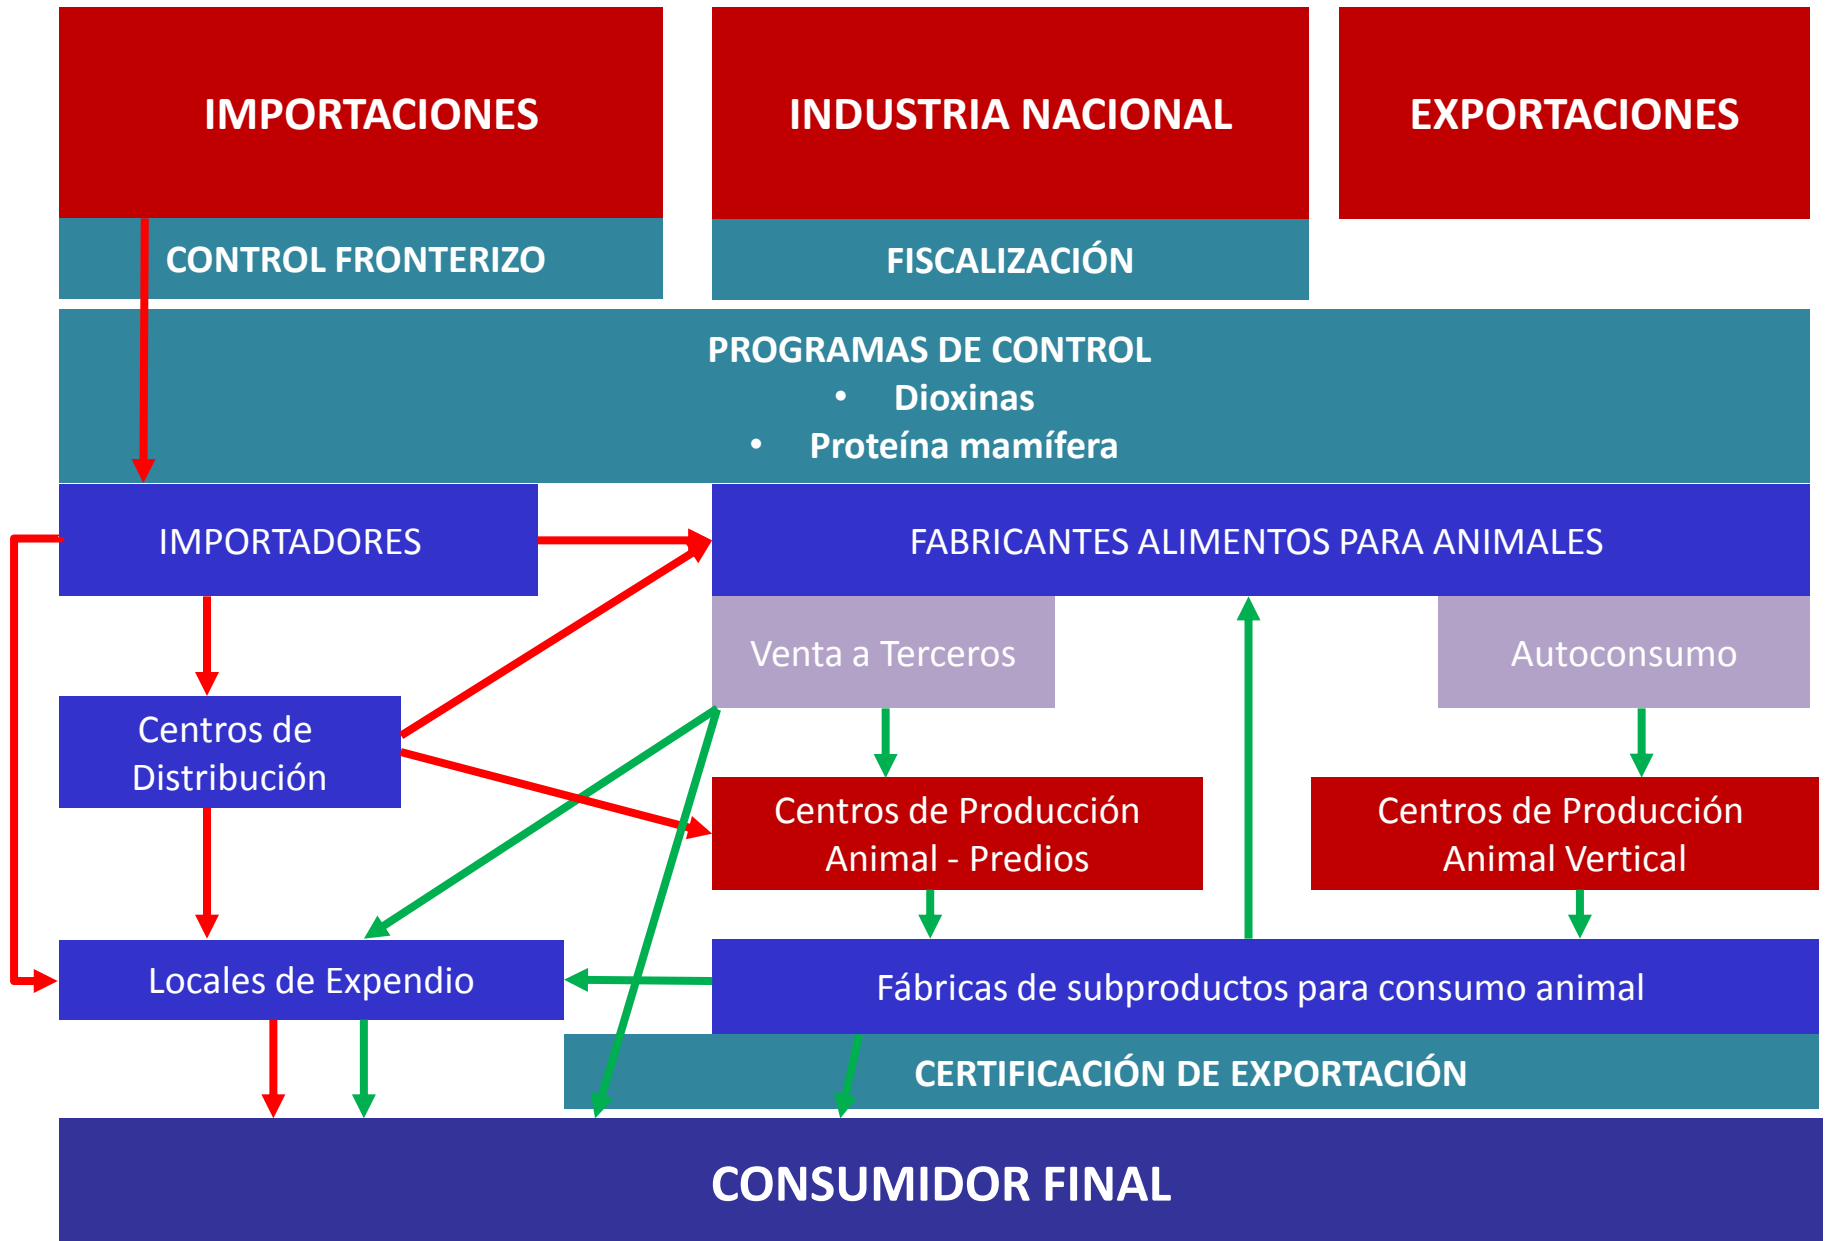 IMPORTACIONES
INDUSTRIA NACIONAL
EXPORTACIONES
CONTROL FRONTERIZO
FISCALIZACIÓN
PROGRAMAS DE CONTROL
• Dioxinas
• Proteína mamífera
IMPORTADORES
FABRICANTES ALIMENTOS PARA ANIMALES
Venta a Terceros
Autoconsumo
Centros de
Distribución
Centros de Producción
Animal - Predios
Centros de Producción
Animal Vertical
Locales de Expendio
Fábricas de subproductos para consumo animal
CERTIFICACIÓN DE EXPORTACIÓN
CONSUMIDOR FINAL